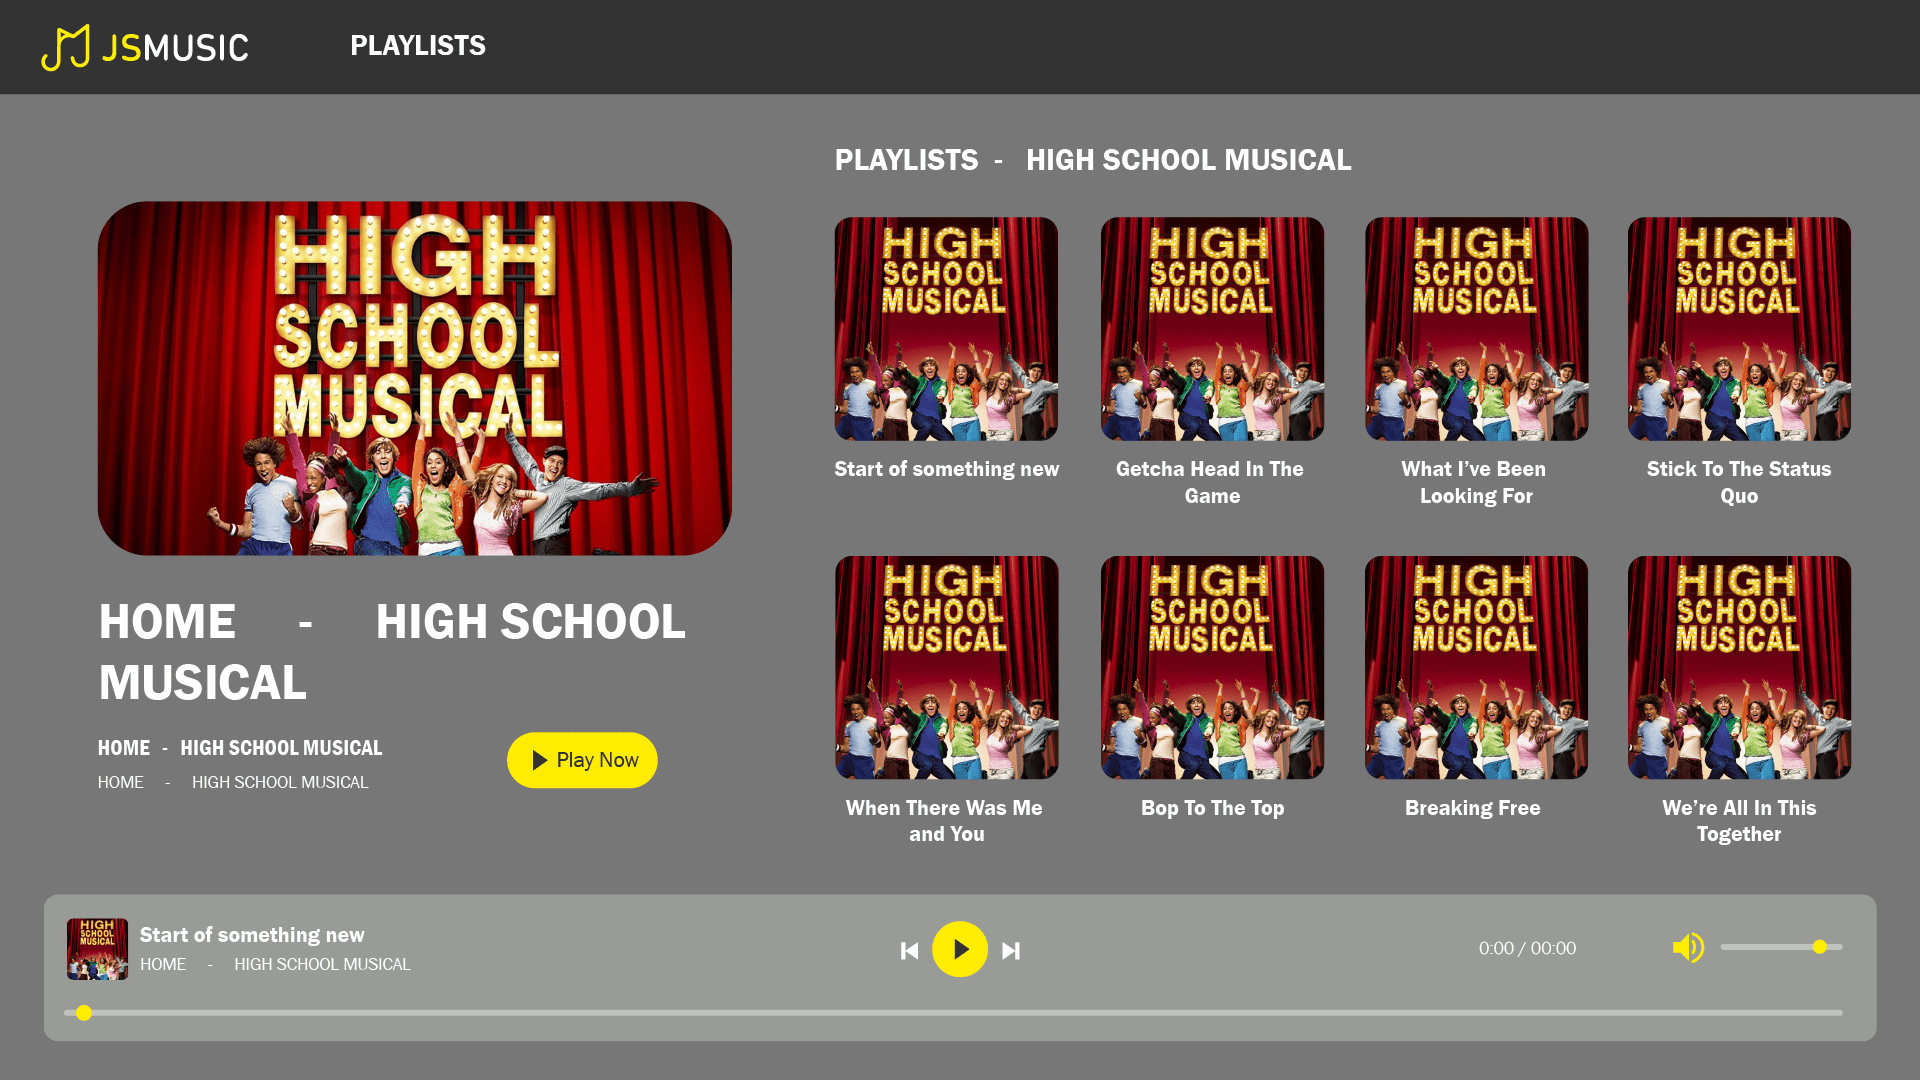 JSMUSIC
PLAYLISTS
HIGH
SCHOOL
MUSICAL
HOME - HIGH SCHOOL
MUSICAL
HOME - HIGH SCHOOL MUSICAL
HOME - HIGH SCHOOL MUSICAL
Play Now
PLAYLISTS - HIGH SCHOOL MUSICAL
HIGH
SCHOOL
MUSICAL
Start of something new
HIGH
SCHOOL
MUSICAL
Getcha Head In The
Game
HIGH
SCHOOL
MUSICAL
What I’ve Been
Looking For
HIGH
SCHOOL
MUSICAL
Stick To The Status
Quo
HIGH
SCHOOL
MUSICAL
When There Was Me
and You
HIGH
SCHOOL
MUSICAL
Bop To The Top
HIGH
SCHOOL
MUSICAL
Breaking Free
HIGH
SCHOOL
MUSICAL
We’re All In This
Together
HIGH
SCHOOL
MUSICAL
Start of something new
HOME - HIGH SCHOOL MUSICAL
0:00 / 00:00